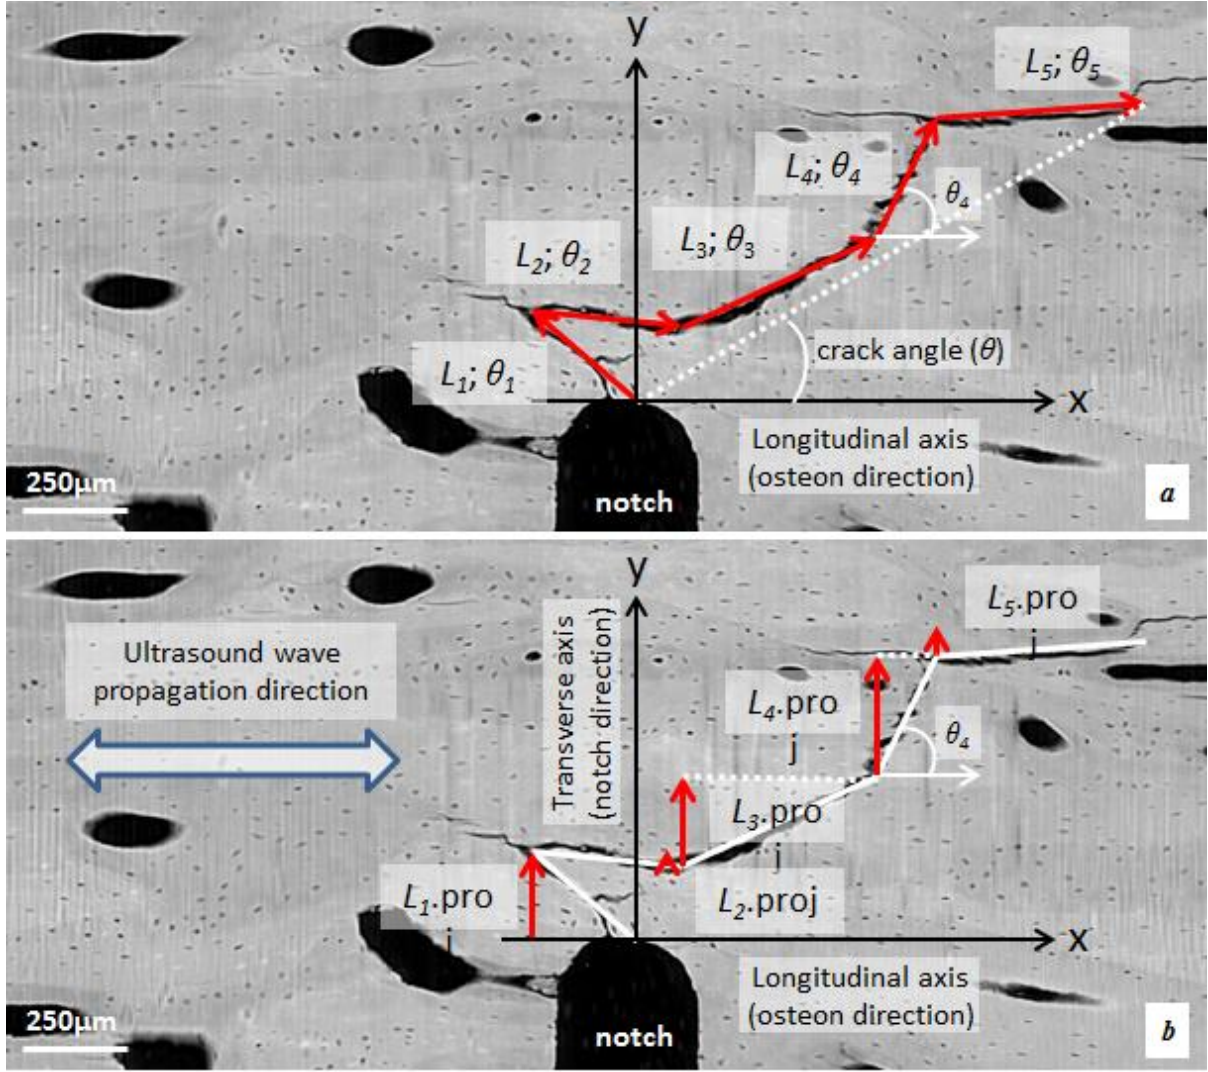 y
L5; θ5
L4; θ4
θ4
L2; θ2
L3; θ3
crack angle (θ)
L1; θ1
x
Longitudinal axis
(osteon direction)
250µm
notch
a
y
L5.pro
j
Transverse axis
(notch direction)
Ultrasound wave
propagation direction
L4.pro
j
θ4
L3.pro
j
L1.pro
j
L2.proj
x
Longitudinal axis
(osteon direction)
250µm
notch
b